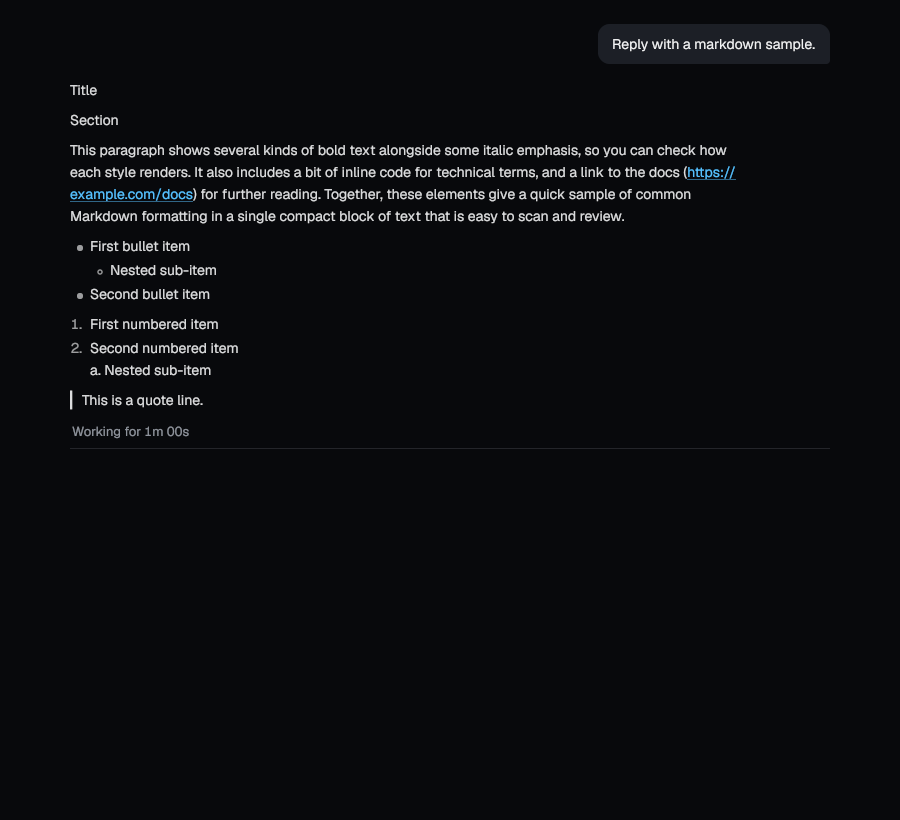 Reply with a markdown sample.
Title
Section
This paragraph shows several kinds of bold text alongside some italic emphasis, so you can check how
each style renders. It also includes a bit of inline code for technical terms, and a link to the docs (https://
example.com/docs) for further reading. Together, these elements give a quick sample of common
Markdown formatting in a single compact block of text that is easy to scan and review.
First bullet item
Nested sub-item
Second bullet item
1. First numbered item
2. Second numbered item
a. Nested sub-item
This is a quote line.
Working for 1m 00s